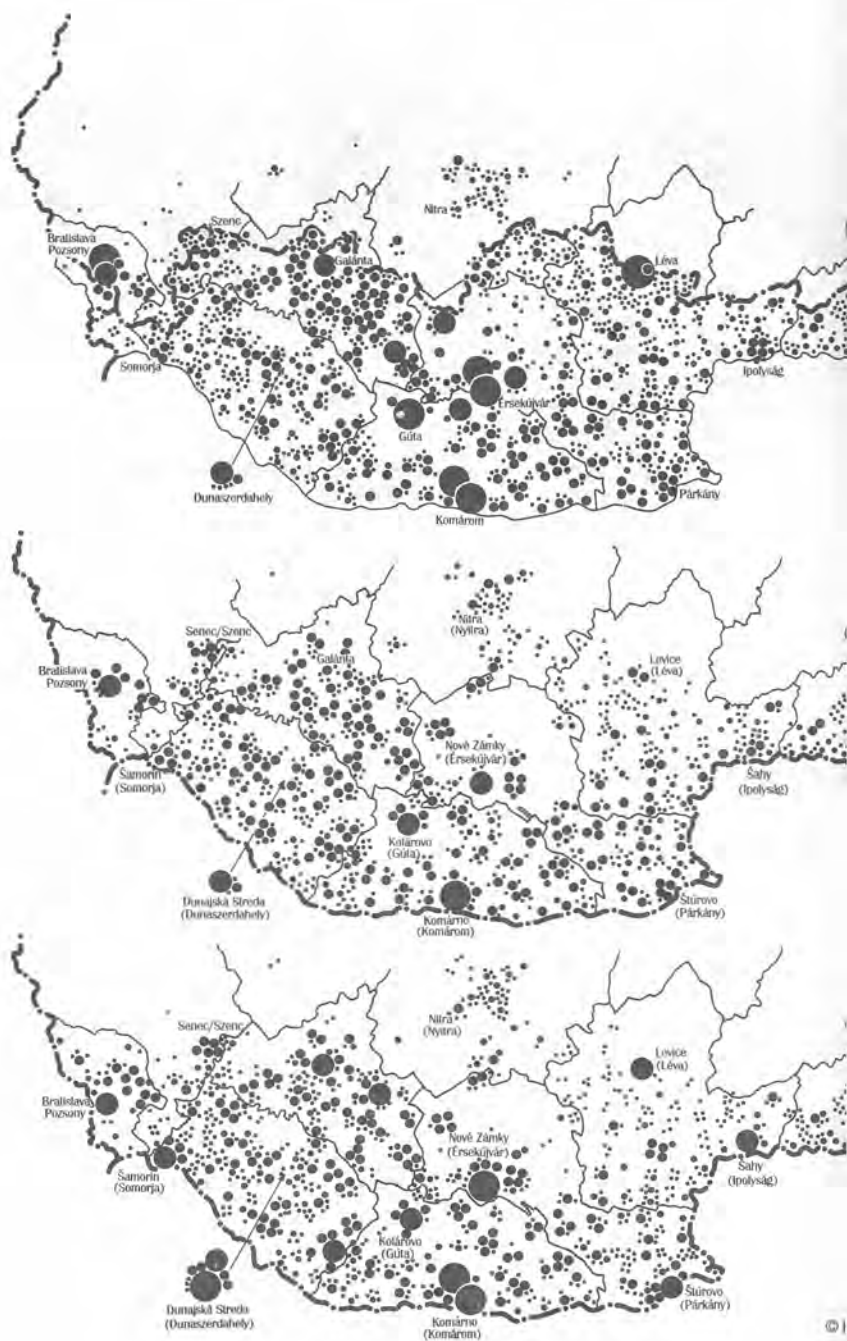 Szenc
Nitra
Bratislava
Pozsony
Galánta
Léva
Somorja
Ipolyság
Érsekújvár
Gúta
Dunaszerdahely
Párkány
Komárom
Senec/Szenc
Nitra
(Nyitra)
Galánta
Bratislava
Pozsony
Levice
(Léva)
Nové Zámky
(Érsekújvár)
Šamorín
(Somorja)
Šahy
(Ipolyság)
Kolárovo
(Gúta)
Dunajská Streda
(Dunaszerdahely)
Štúrovo
(Párkány)
Komárno
(Komárom)
Senec/Szenc
Nitra
(Nyitra)
Levice
(Léva)
Bratislava
Pozsony
Nové Zámky
(Érsekújvár)
Šamorín
(Somorja)
Šahy
(Ipolyság)
Kolárovo
(Gúta)
Štúrovo
(Párkány)
Dunajská Streda
(Dunaszerdahely)
Komárno
(Komárom)
©